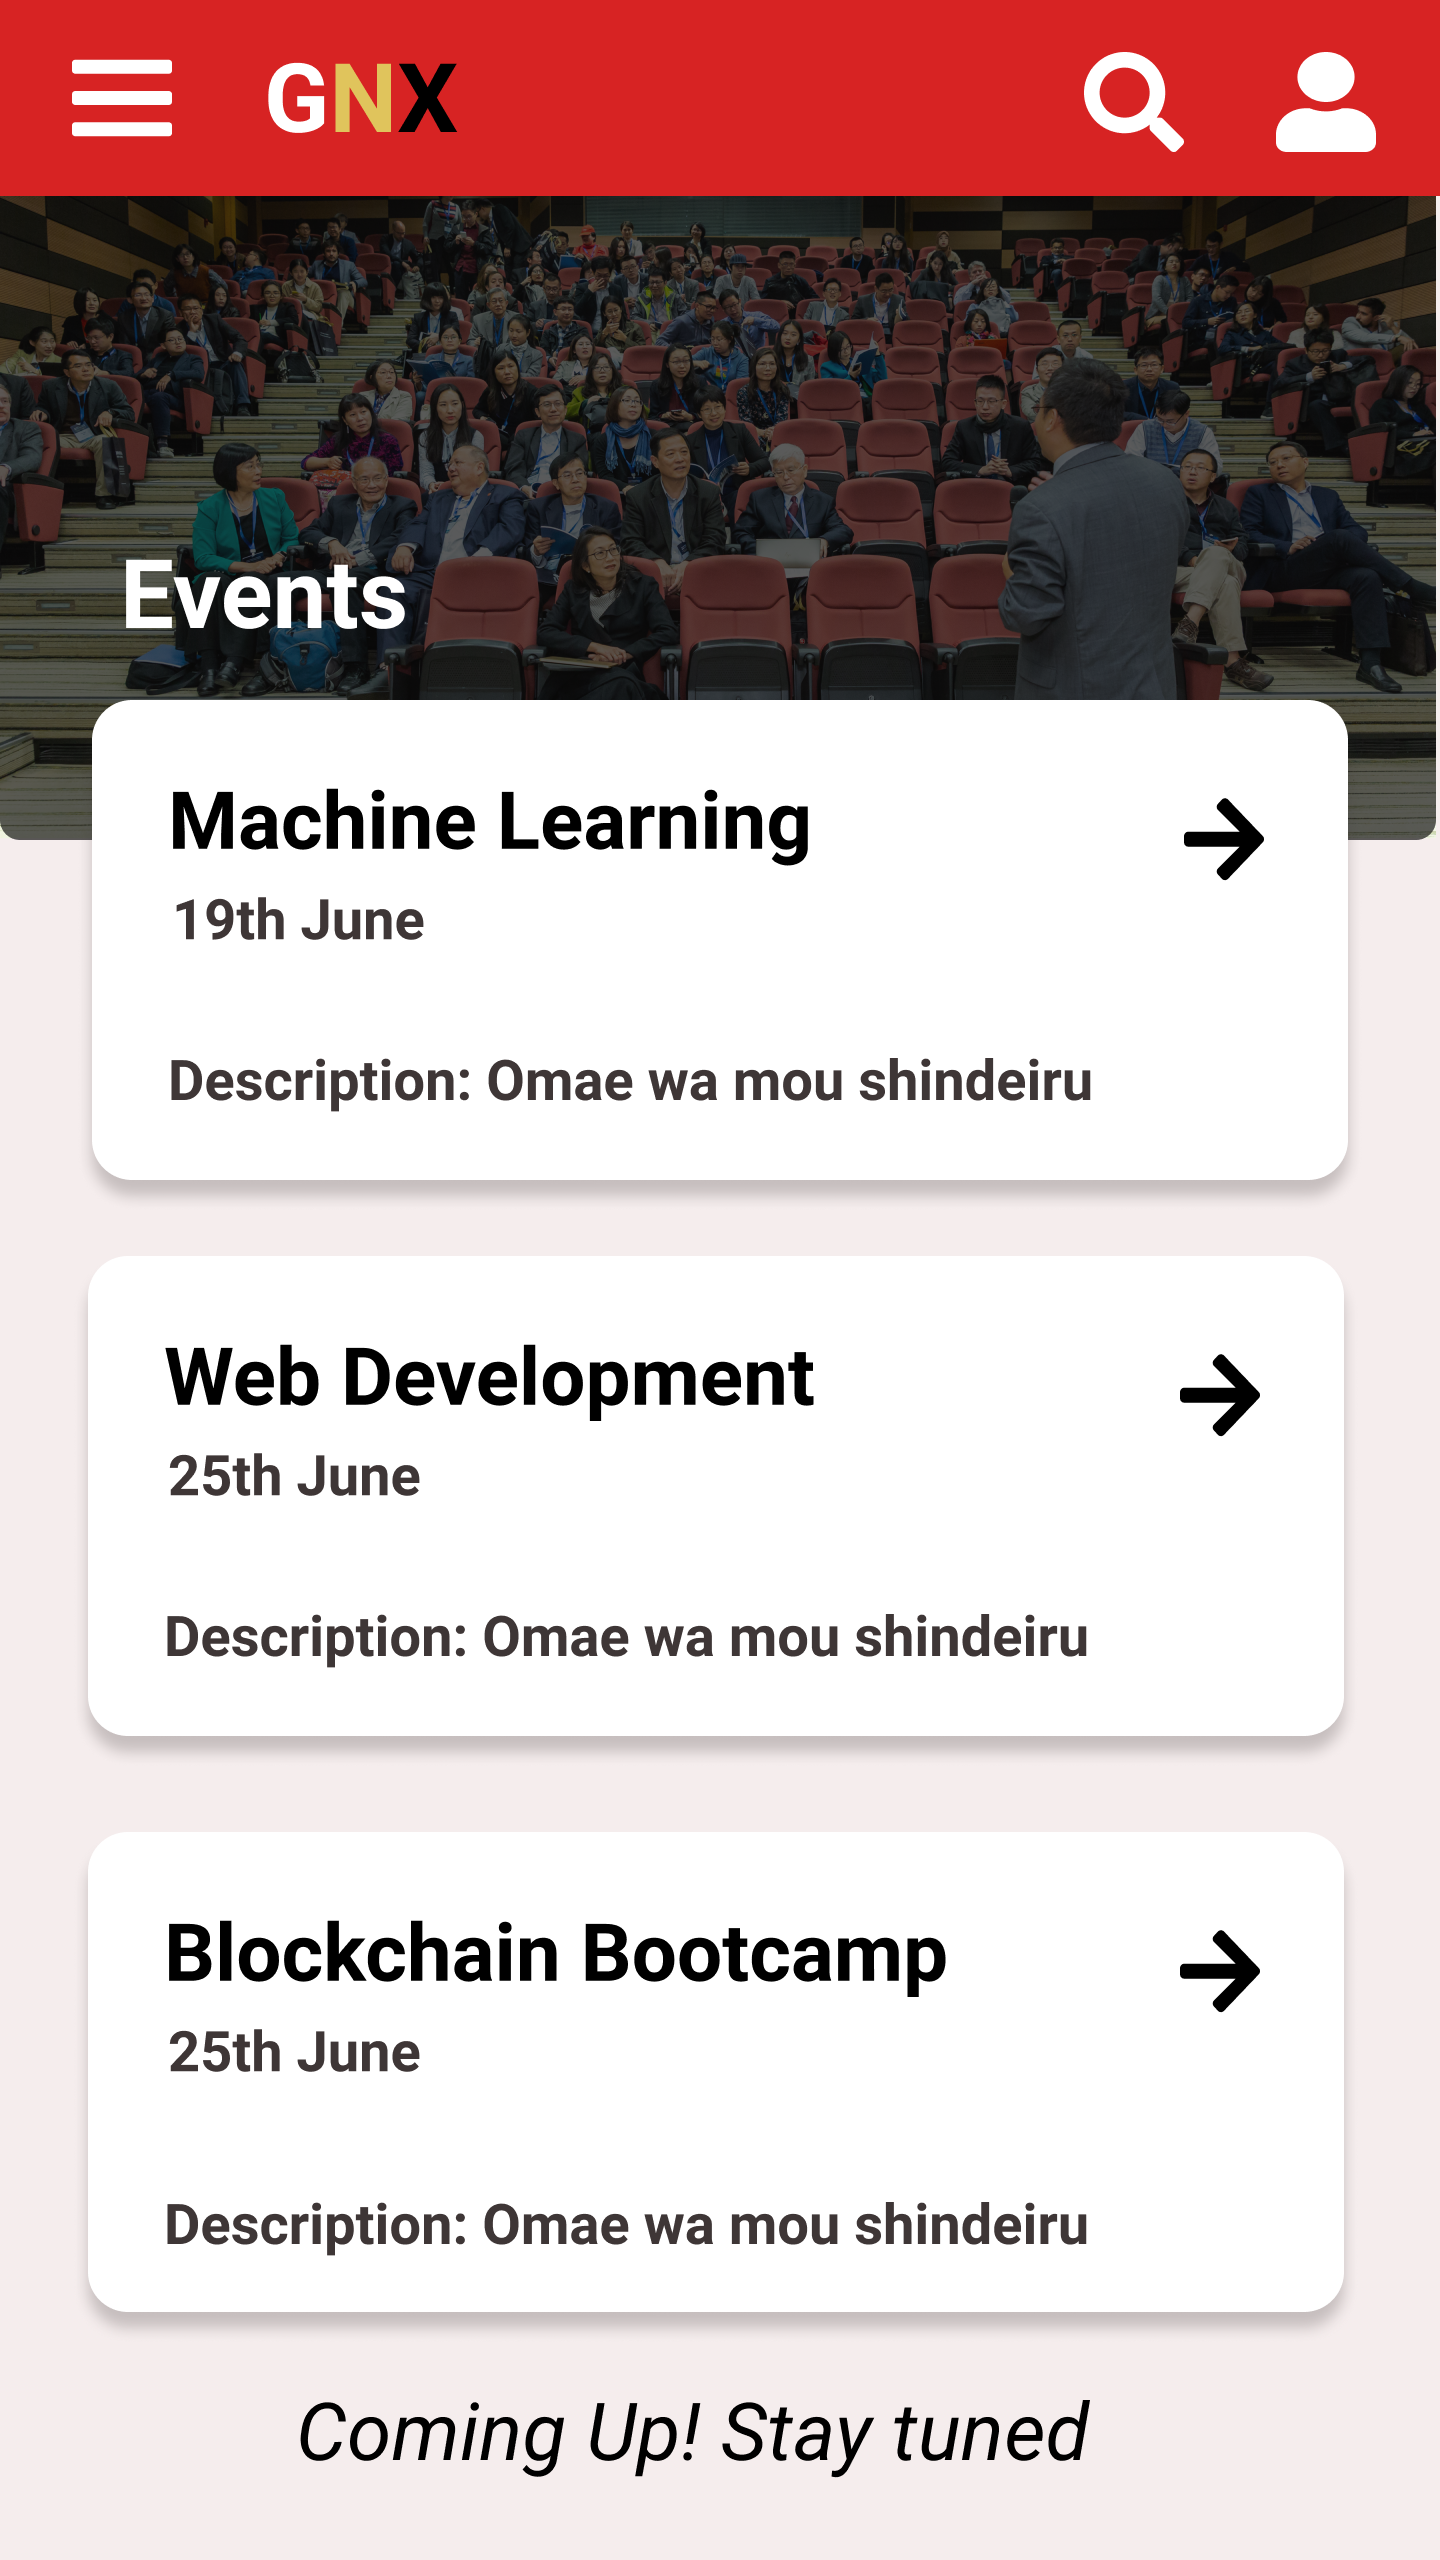 GNX
Events
Machine Learning
19th June
Description: Omae wa mou shindeiru
Web Development
25th June
Description: Omae wa mou shindeiru
Blockchain Bootcamp
25th June
Description: Omae wa mou shindeiru
Coming Up! Stay tuned